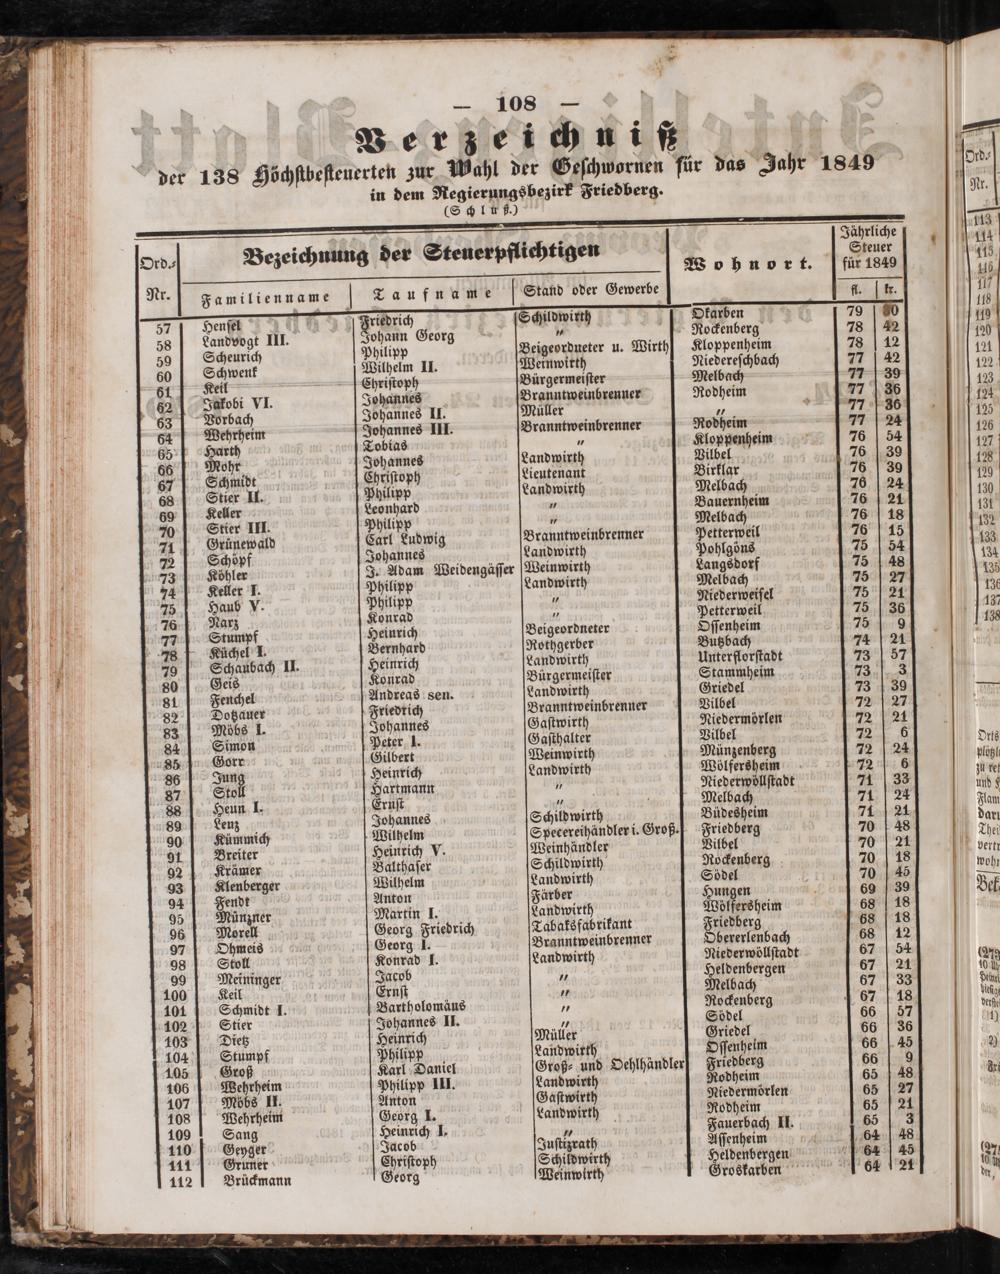 — 108 —
Verzeichniß
der 138 Höchstbesteuerten zur Wahl der Geschwornen für das Jahr 1849
in dem Regierungsbezirk Friedberg.
(Schluß.)
Ord.= Nr. | Bezeichnung der Steuerpflichtigen | Wohnort. | Jährliche Steuer für 1849
Familienname | Taufname | Stand oder Gewerbe | fl. | kr.
57 Hensel Friedrich Schildwirth Okarben 79
58 Landvogt III. Johann Georg " Rockenberg 78 42
59 Scheurich Philipp Beigeordneter u. Wirth Kloppenheim 78 12
60 Schwenk Wilhelm II. Weinwirth Niedereschbach 77 42
61 Keil Christoph Bürgermeister Melbach 77 39
62 Jakobi VI. Johannes Branntweinbrenner Rodheim 77 36
63 Vorbach Johannes II. Müller " 77 36
64 Wehrheim Johannes III. Branntweinbrenner Rodheim 77 24
65 Harth Tobias " Kloppenheim 76 54
66 Mohr Johannes Landwirth Vilbel 76 39
67 Schmidt Christoph Lieutenant Birklar 76 39
68 Stier II. Philipp Landwirth Melbach 76 24
69 Keller Leonhard " Bauernheim 76 21
70 Stier III. Philipp " Melbach 76 18
71 Grünewald Carl Ludwig Branntweinbrenner Petterweil 76 15
72 Schöpf Johannes Landwirth Pohlgöns 75 54
73 Köhler J. Adam Weidengässer Weinwirth Langsdorf 75 48
74 Keller I. Philipp Landwirth Melbach 75 27
75 Haub V. Philipp " Niederweisel 75 21
76 Narz Konrad " Petterweil 75 36
77 Stumpf Heinrich Beigeordneter Ossenheim 75 9
78 Küchel I. Bernhard Rothgerber Butzbach 74 21
79 Schaubach II. Heinrich Landwirth Unterflorstadt 73 57
80 Geis Konrad Bürgermeister Stammheim 73 3
81 Fenchel Andreas sen. Landwirth Griedel 73 39
82 Dotzauer Friedrich Branntweinbrenner Vilbel 72 27
83 Möbs I. Johannes Gastwirth Niedermörlen 72 21
84 Simon Peter I. Gasthalter Vilbel 72 6
85 Gorr Gilbert Weinwirth Münzenberg 72 24
86 Jung Heinrich Landwirth Wölfersheim 72 6
87 Stoll Hartmann " Niederwöllstadt 71 33
88 Heun I. Ernst " Melbach 71 24
89 Lenz Johannes Schildwirth Büdesheim 71 21
90 Kümmich Wilhelm Specereihändler i. Groß. Friedberg 70 48
91 Breiter Heinrich V. Weinhändler Vilbel 70 21
92 Krämer Balthaser Schildwirth Rockenberg 70 18
93 Klenberger Wilhelm Landwirth Södel 70 45
94 Fendt Anton Färber Hungen 69 39
95 Münzner Martin I. Landwirth Wölfersheim 68 18
96 Morell Georg Friedrich Tabaksfabrikant Friedberg 68 18
97 Ohmeis Georg I. Branntweinbrenner Obererlenbach 68 12
98 Stoll Konrad I. Landwirth Niederwöllstadt 67 54
99 Meininger Jacob " Heldenbergen 67 21
100 Keil Ernst " Melbach 67 33
101 Schmidt I. Bartholomäus " Rockenberg 67 18
102 Stier Johannes II. " Södel 66 57
103 Dietz Heinrich Müller Griedel 66 36
104 Stumpf Philipp Landwirth Ossenheim 66 45
105 Groß Karl Daniel Groß- und Oehlhändler Friedberg 66 9
106 Wehrheim Philipp III. Landwirth Rodheim 65 48
107 Möbs II. Anton Gastwirth Niedermörlen 65 27
108 Wehrheim Georg I. Landwirth Rodheim 65 21
109 Sang Heinrich I. " Fauerbach II. 65 3
110 Geyger Jacob Justizrath Assenheim 64 48
111 Gruner Christoph Schildwirth Heldenbergen 64 45
112 Brückmann Georg Weinwirth Groskarben 64 21